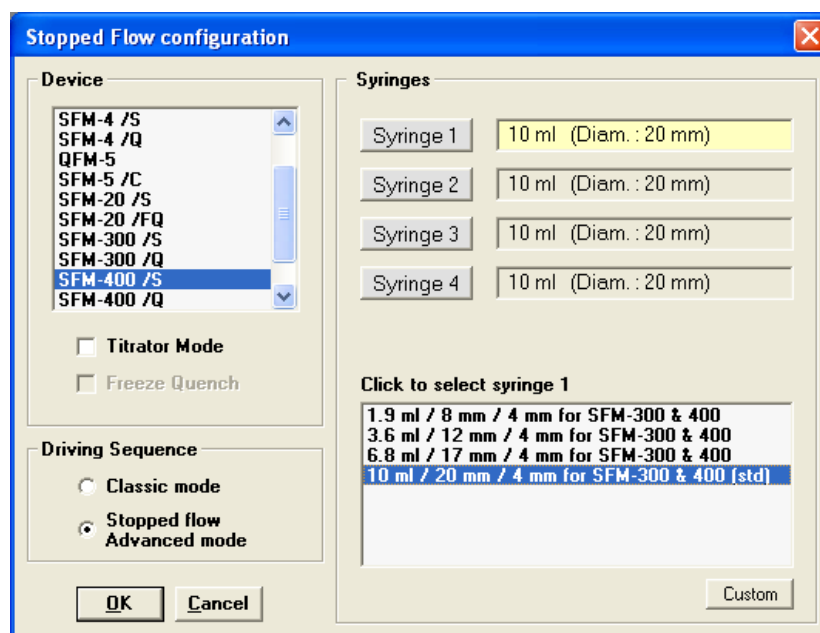 Stopped Flow configuration
Device
SFM-4 /S
SFM-4 /Q
QFM-5
SFM-5 /C
SFM-20 /S
SFM-20 /FQ
SFM-300 /S
SFM-300 /Q
SFM-400 /S
SFM-400 /Q
Titrator Mode
Freeze Quench
Driving Sequence
Classic mode
Stopped flow
Advanced mode
OK
Cancel
Syringes
Syringe 1 10 ml (Diam. : 20 mm)
Syringe 2 10 ml (Diam. : 20 mm)
Syringe 3 10 ml (Diam. : 20 mm)
Syringe 4 10 ml (Diam. : 20 mm)
Click to select syringe 1
1.9 ml / 8 mm / 4 mm for SFM-300 & 400
3.6 ml / 12 mm / 4 mm for SFM-300 & 400
6.8 ml / 17 mm / 4 mm for SFM-300 & 400
10 ml / 20 mm / 4 mm for SFM-300 & 400 (std)
Custom